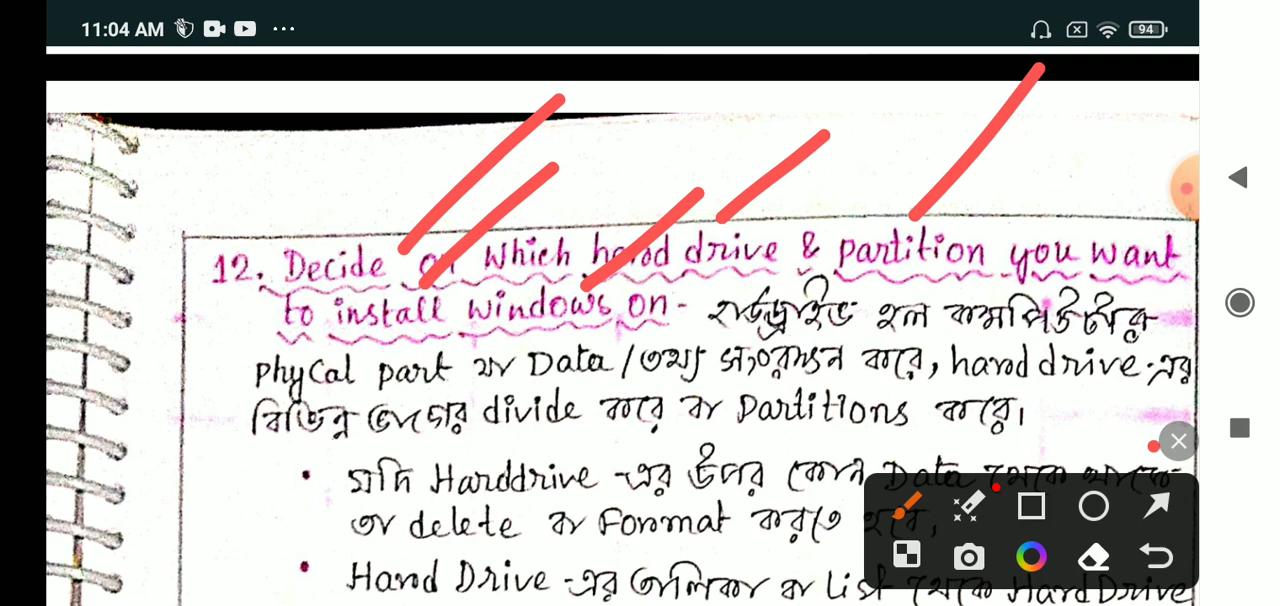 11:04 AM
94
12. Decide on Which hard drive & partition you want
to install windows on- হার্ডড্রাইভ হল কম্পিউটারের
phyCal part যা Data / তথ্য সংরক্ষন করে, hard drive-এর
বিভিন্ন divide করে বা Partitions করে।
• যদি Harddrive -এর উপর কোন Data থেকে থাকে
তা delete বা Format করতে হবে,
• Hard Drive -এর তালিকা বা List থেকে Hard Drive